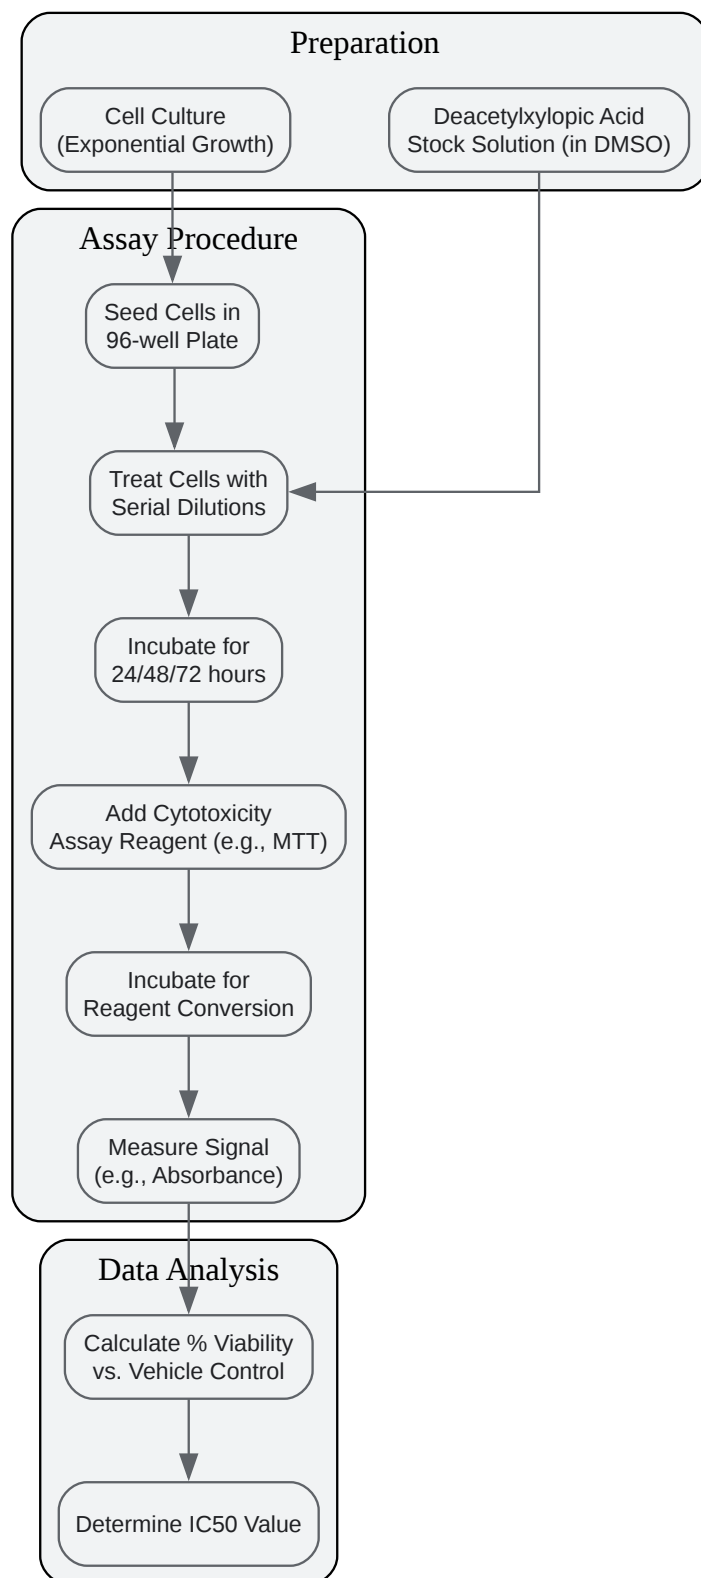 Preparation
Cell Culture
(Exponential Growth)
Deacetylxylopic Acid
Stock Solution (in DMSO)
Assay Procedure
Seed Cells in
96-well Plate
Treat Cells with
Serial Dilutions
Incubate for
24/48/72 hours
Add Cytotoxicity
Assay Reagent (e.g., MTT)
Incubate for
Reagent Conversion
Measure Signal
(e.g., Absorbance)
Data Analysis
Calculate % Viability
vs. Vehicle Control
Determine IC50 Value